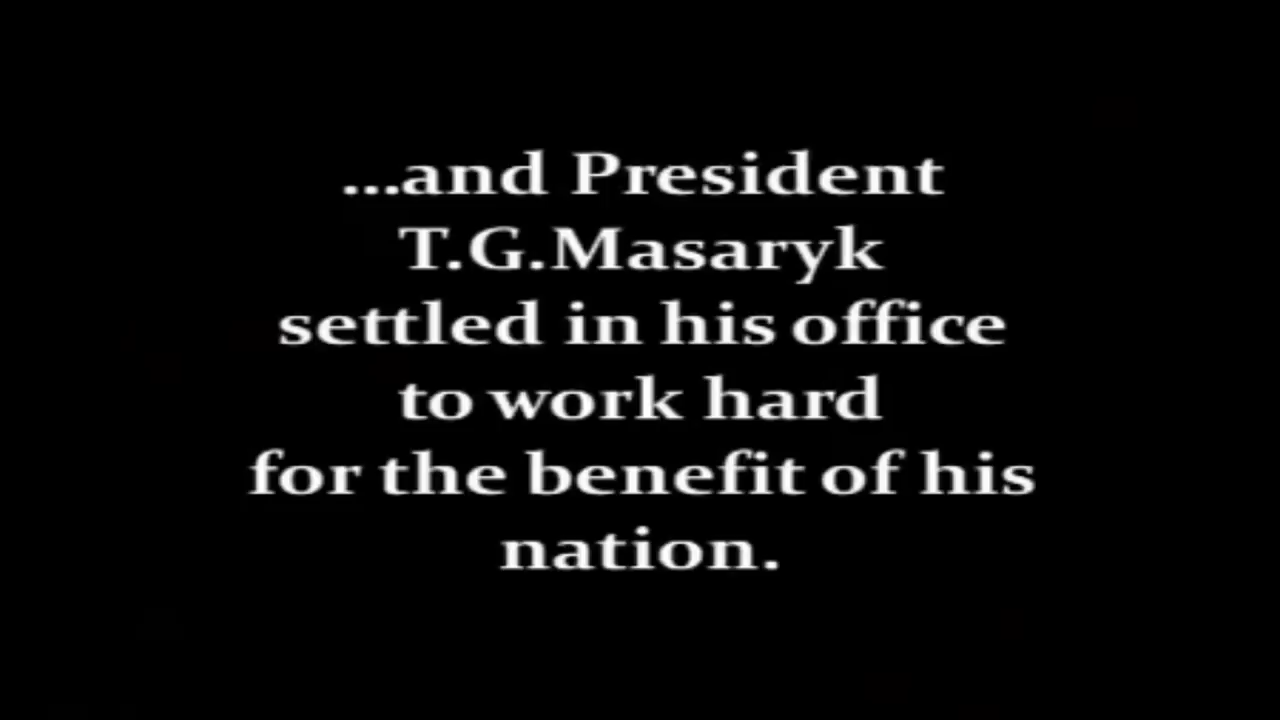 ...and President
T.G.Masaryk
settled in his office
to work hard
for the benefit of his
nation.